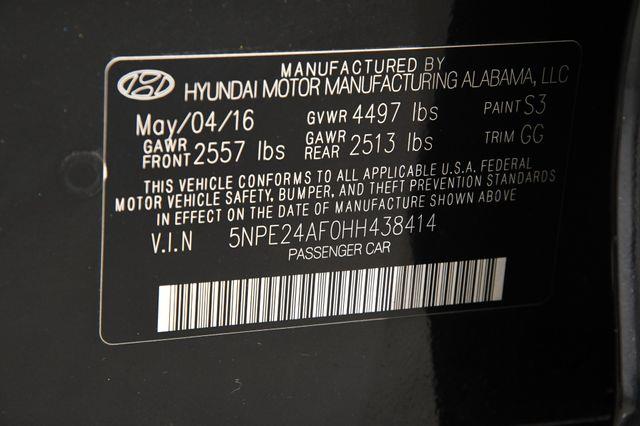 MANUFACTURED BY
HYUNDAI MOTOR MANUFACTURING ALABAMA, LLC
May/04/16 GVWR 4497 lbs PAINT S3
GAWR FRONT 2557 lbs GAWR REAR 2513 lbs TRIM GG
THIS VEHICLE CONFORMS TO ALL APPLICABLE U.S.A. FEDERAL
MOTOR VEHICLE SAFETY, BUMPER, AND THEFT PREVENTION STANDARDS
IN EFFECT ON THE DATE OF MANUFACTURE SHOWN ABOVE
V.I.N 5NPE24AF0HH438414
PASSENGER CAR